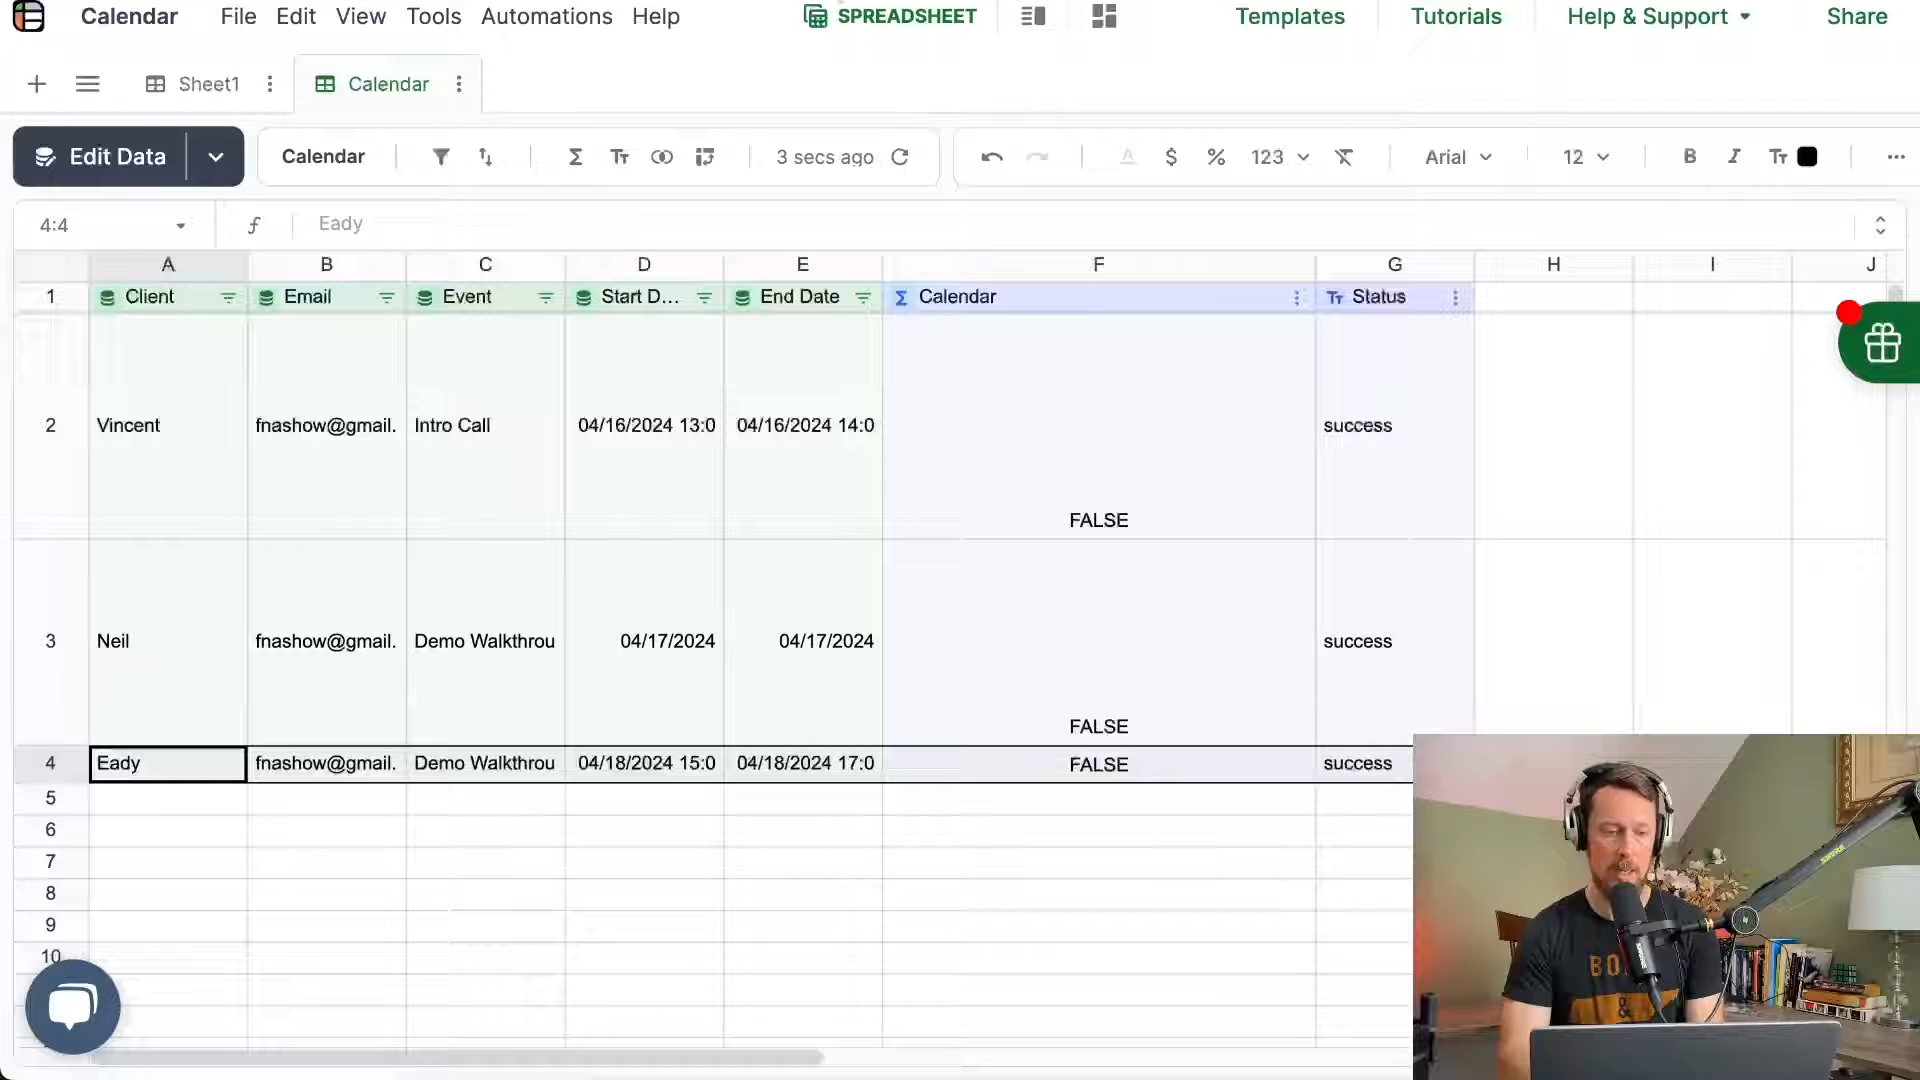 Calendar File Edit View Tools Automations Help SPREADSHEET Templates Tutorials Help & Support Share
Sheet1 Calendar
Edit Data Calendar 3 secs ago $ % 123 Arial 12 B I Tт
4:4 Eady
A B C D E F G H I J
1 Client Email Event Start D... End Date Calendar Status
2 Vincent fnashow@gmail. Intro Call 04/16/2024 13:0 04/16/2024 14:0 success
FALSE
3 Neil fnashow@gmail. Demo Walkthrou 04/17/2024 04/17/2024 success
FALSE
4 Eady fnashow@gmail. Demo Walkthrou 04/18/2024 15:0 04/18/2024 17:0 FALSE success
5
6
7
8
9
10
SHURE